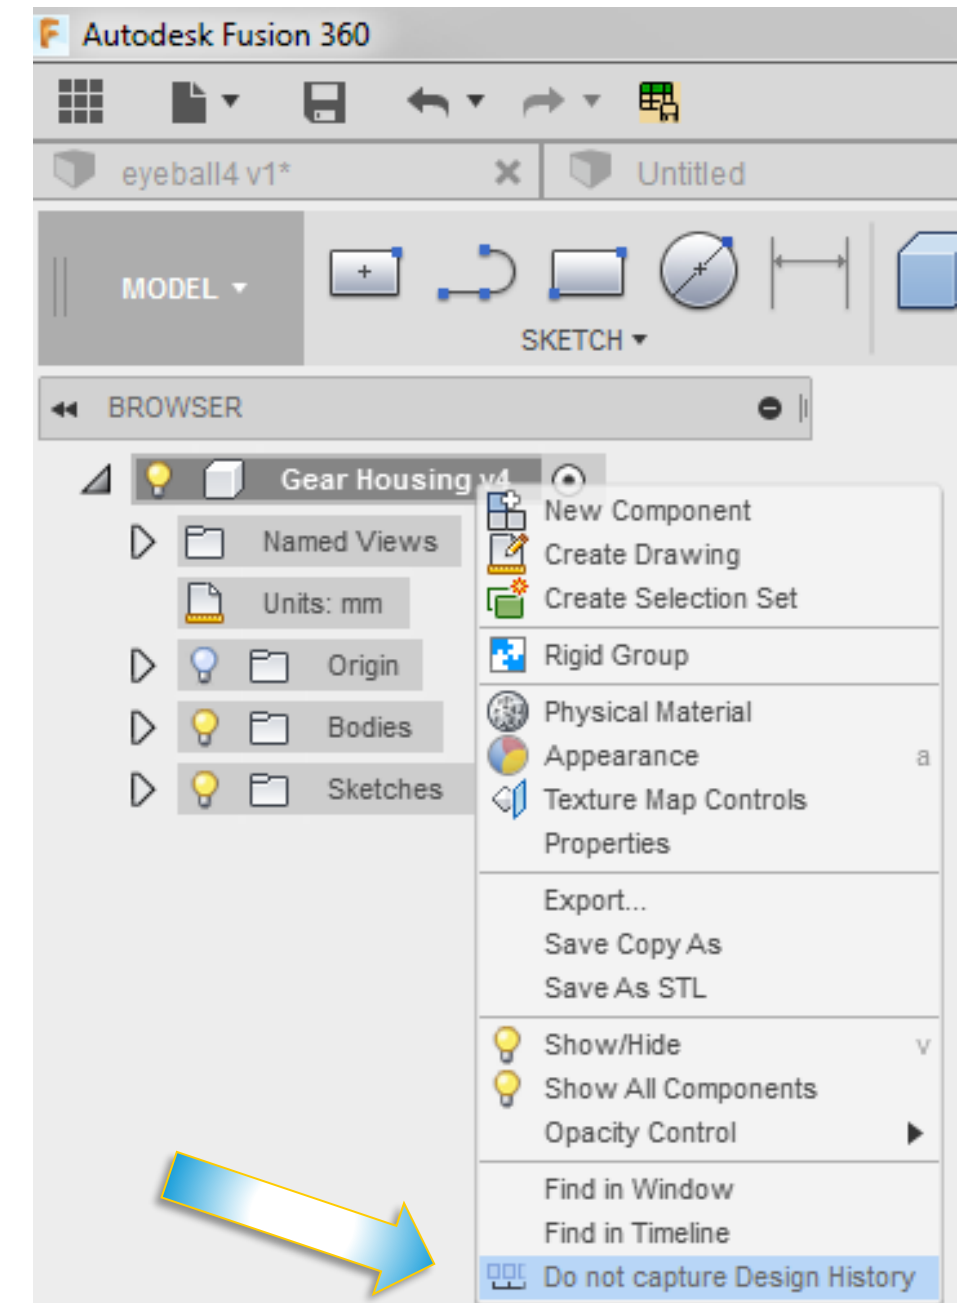 Autodesk Fusion 360
eyeball4 v1*
Untitled
MODEL
SKETCH
BROWSER
Gear Housing v4
Named Views
Units: mm
Origin
Bodies
Sketches
New Component
Create Drawing
Create Selection Set
Rigid Group
Physical Material
Appearance a
Texture Map Controls
Properties
Export...
Save Copy As
Save As STL
Show/Hide v
Show All Components
Opacity Control
Find in Window
Find in Timeline
Do not capture Design History